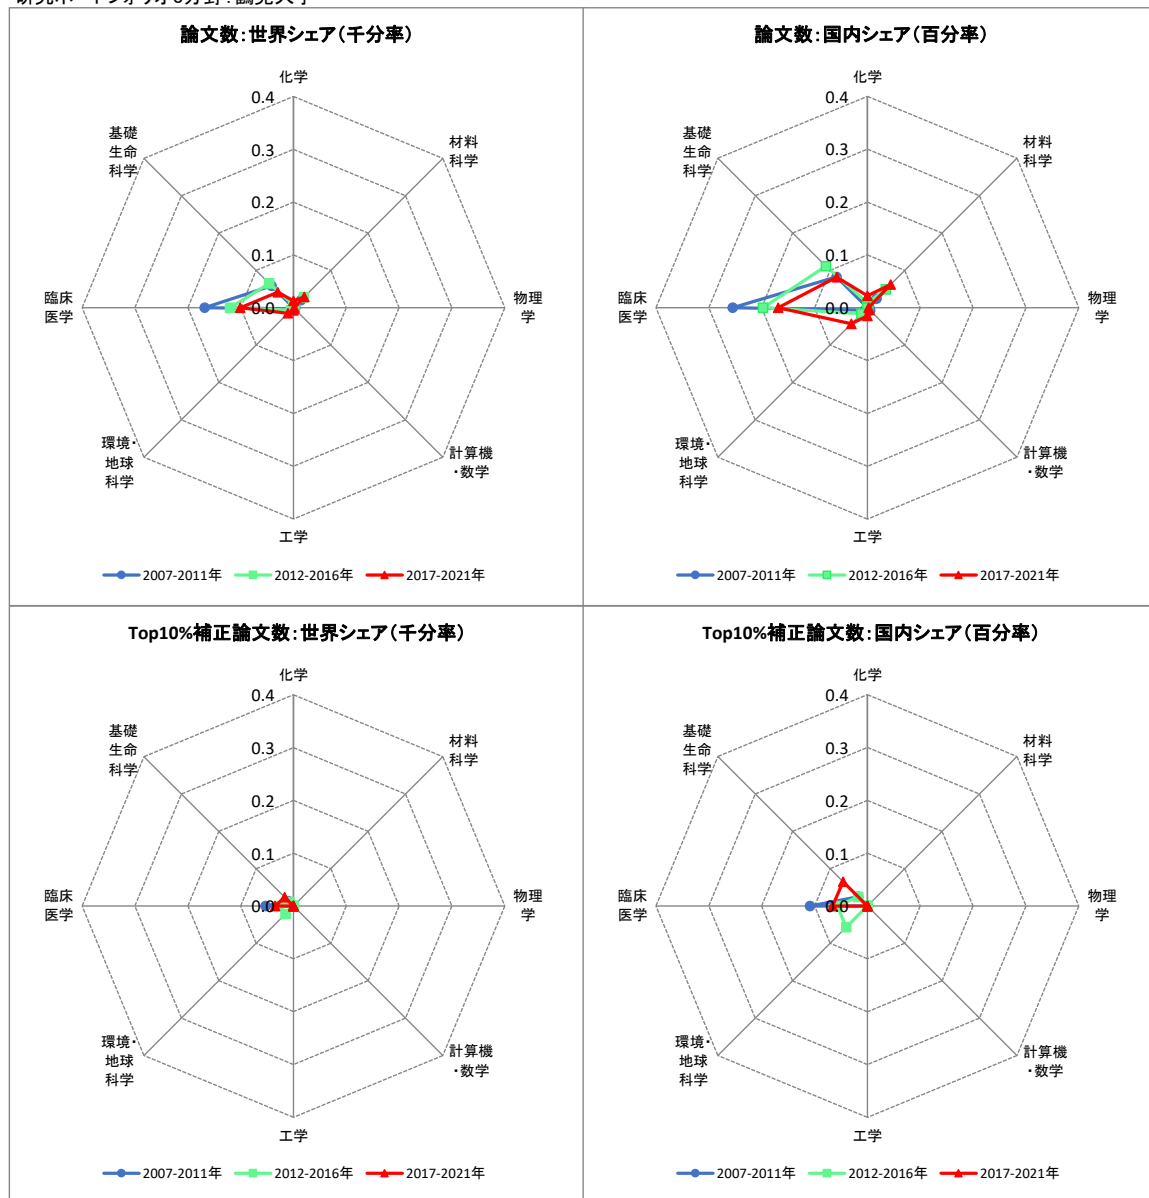 論文数：世界シェア（千分率）
化学
0.4
0.3
0.2
0.1
0.0
材料
科学
物理
学
計算機
・数学
工学
環境・
地球
科学
臨床
医学
基礎
生命
科学
2007-2011年
2012-2016年
2017-2021年
論文数：国内シェア（百分率）
化学
0.4
0.3
0.2
0.1
0.0
材料
科学
物理
学
計算機
・数学
工学
環境・
地球
科学
臨床
医学
基礎
生命
科学
2007-2011年
2012-2016年
2017-2021年
Top10%補正論文数：世界シェア（千分率）
化学
0.4
0.3
0.2
0.1
0.0
材料
科学
物理
学
計算機
・数学
工学
環境・
地球
科学
臨床
医学
基礎
生命
科学
2007-2011年
2012-2016年
2017-2021年
Top10%補正論文数：国内シェア（百分率）
化学
0.4
0.3
0.2
0.1
0.0
材料
科学
物理
学
計算機
・数学
工学
環境・
地球
科学
臨床
医学
基礎
生命
科学
2007-2011年
2012-2016年
2017-2021年